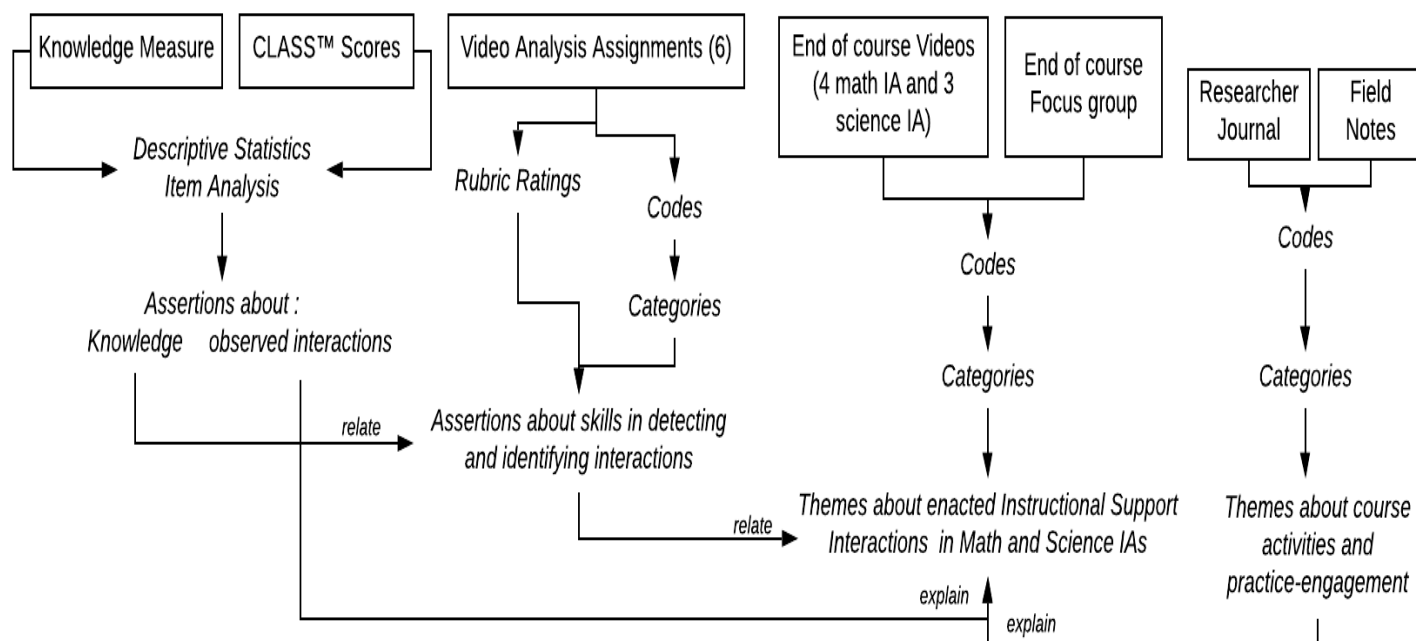 Knowledge Measure
CLASS™ Scores
Video Analysis Assignments (6)
End of course Videos
(4 math IA and 3
science IA)
End of course
Focus group
Researcher
Journal
Field
Notes
Descriptive Statistics
Item Analysis
Rubric Ratings
Codes
Categories
Codes
Categories
Codes
Categories
Assertions about :
Knowledge observed interactions
relate
Assertions about skills in detecting
and identifying interactions
relate
Themes about enacted Instructional Support
Interactions in Math and Science IAs
Themes about course
activities and
practice-engagement
explain
explain